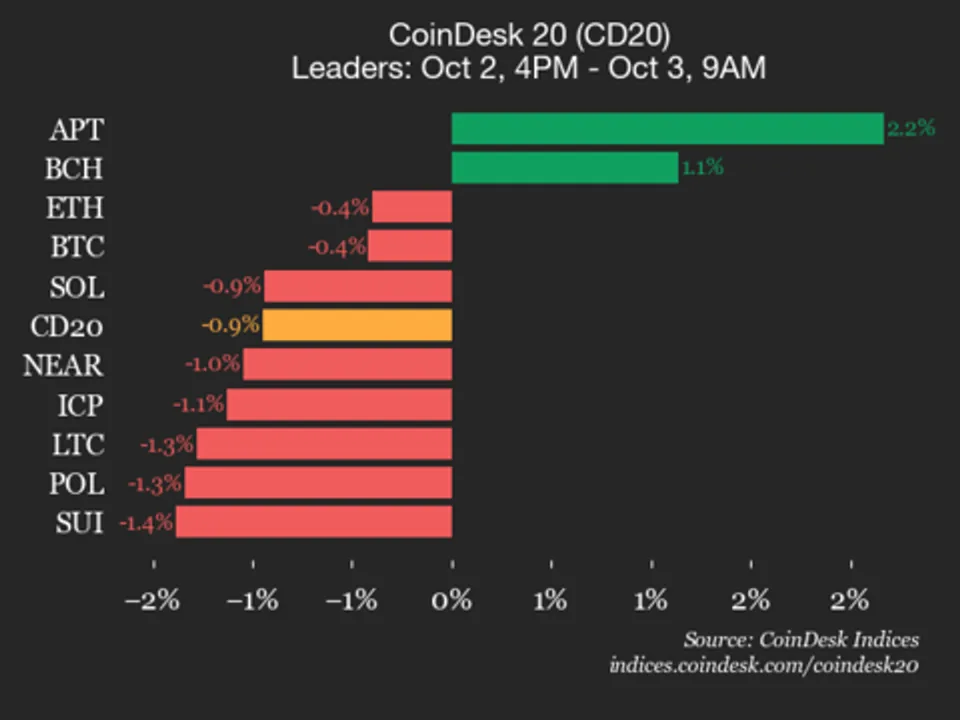 CoinDesk 20 (CD20)
Leaders: Oct 2, 4PM - Oct 3, 9AM
APT 2.2%
BCH 1.1%
ETH -0.4%
BTC -0.4%
SOL -0.9%
CD20 -0.9%
NEAR -1.0%
ICP -1.1%
LTC -1.3%
POL -1.3%
SUI -1.4%
−2% −1% −1% 0% 1% 1% 2% 2%
Source: CoinDesk Indices
indices.coindesk.com/coindesk20